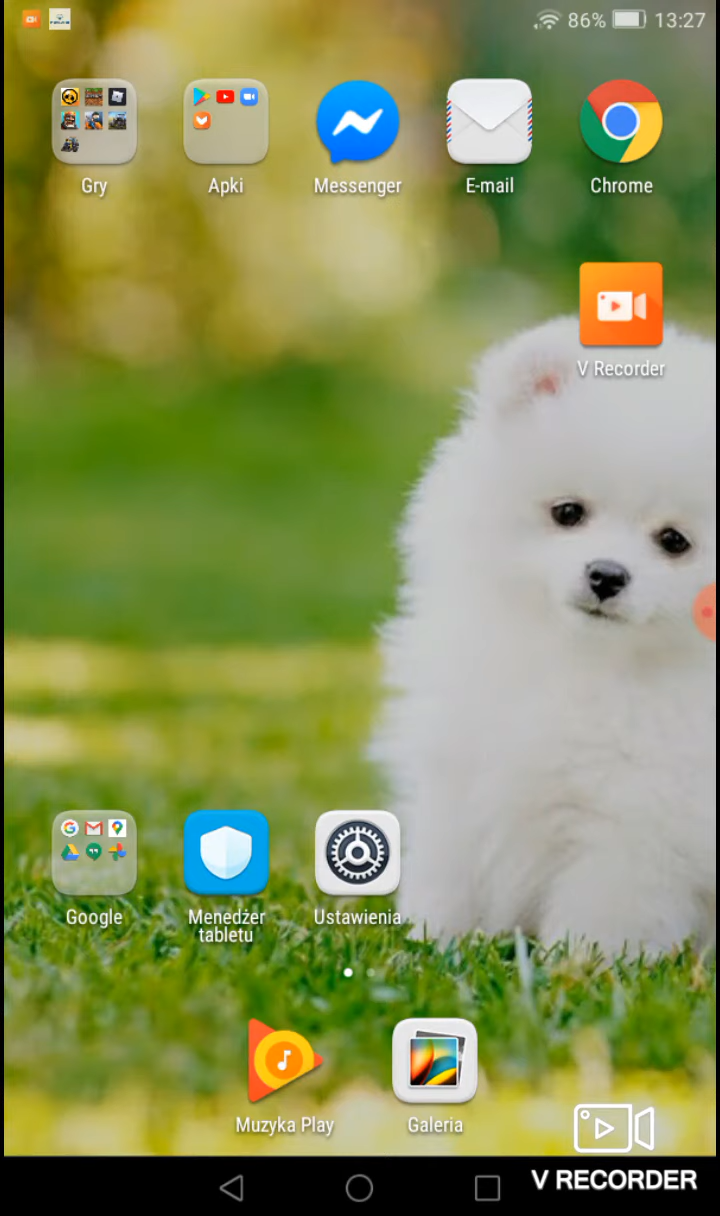 86% 13:27
Gry Apki Messenger E-mail Chrome
V Recorder
Google Menedżer tabletu Ustawienia
Muzyka Play Galeria
V RECORDER